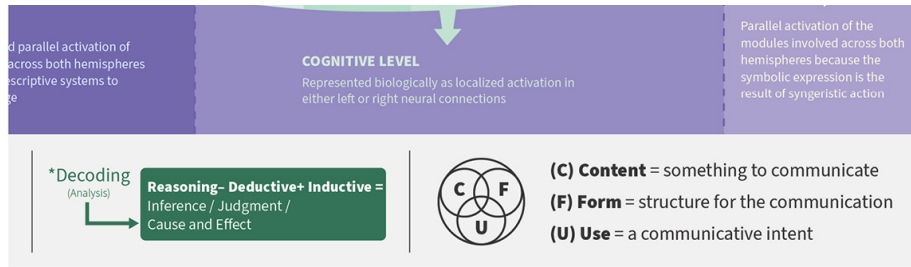 d parallel activation of
across both hemispheres
escriptive systems to
ge
COGNITIVE LEVEL
Represented biologically as localized activation in
either left or right neural connections
Parallel activation of the
modules involved across both
hemispheres because the
symbolic expression is the
result of syngeristic action
*Decoding
(Analysis)
Reasoning– Deductive+ Inductive =
Inference / Judgment /
Cause and Effect
C F
U
(C) Content = something to communicate
(F) Form = structure for the communication
(U) Use = a communicative intent